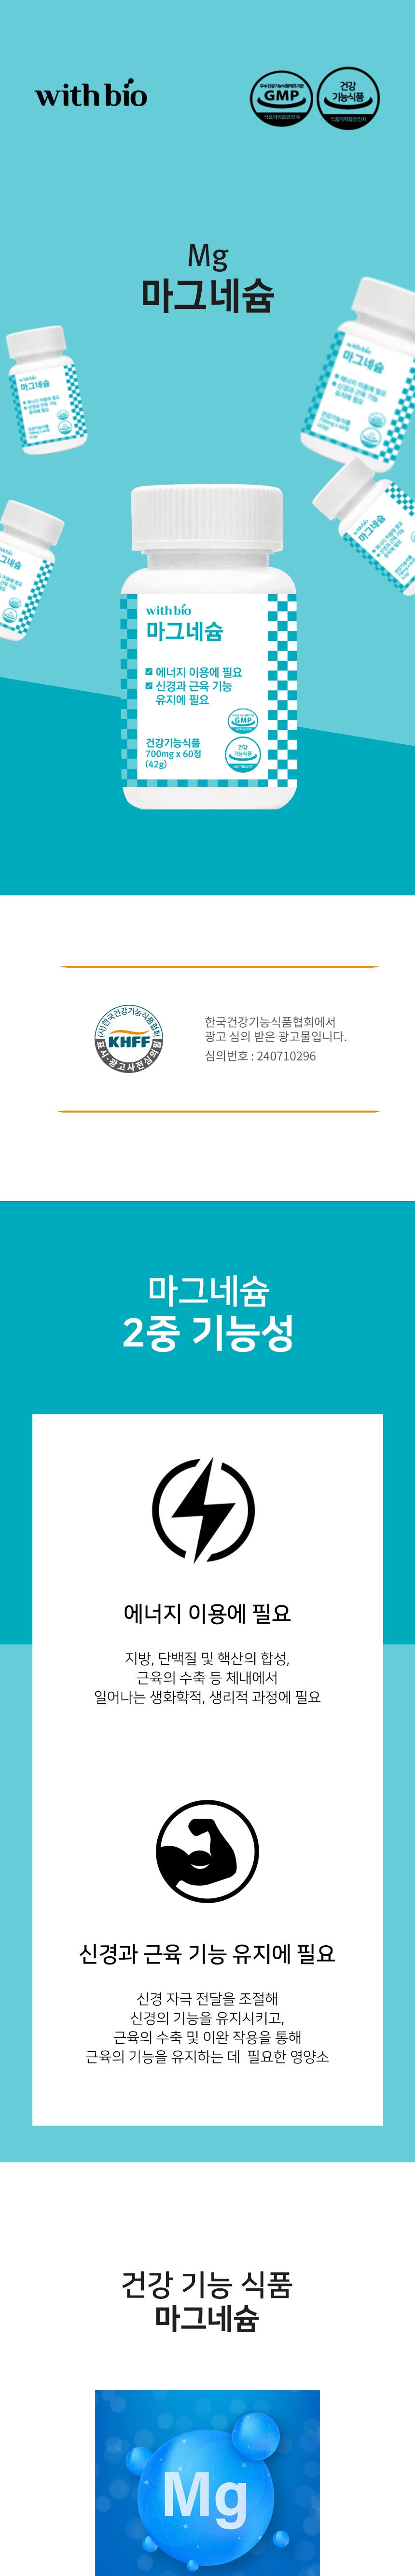 with bio
우수건강기능식품제조기준
GMP
식품의약품안전처
건강
기능식품
식품의약품안전처
Mg
마그네슘
with bio
마그네슘
에너지 이용에 필요
신경과 근육 기능
유지에 필요
건강기능식품
700mg x 60정
(42g)
GMP
건강
기능식품
(사)한국건강기능식품협회
KHFF
표시·광고사전심의필
한국건강기능식품협회에서
광고 심의 받은 광고물입니다.
심의번호 : 240710296
마그네슘
2중 기능성
에너지 이용에 필요
지방, 단백질 및 핵산의 합성,
근육의 수축 등 체내에서
일어나는 생화학적, 생리적 과정에 필요
신경과 근육 기능 유지에 필요
신경 자극 전달을 조절해
신경의 기능을 유지시키고,
근육의 수축 및 이완 작용을 통해
근육의 기능을 유지하는 데 필요한 영양소
건강 기능 식품
마그네슘
Mg